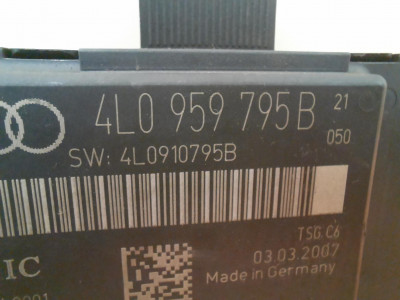 4L0 959 795 B 21
050
SW: 4L0910795B
TSG C6
IC
03.03.2007
Made in Germany